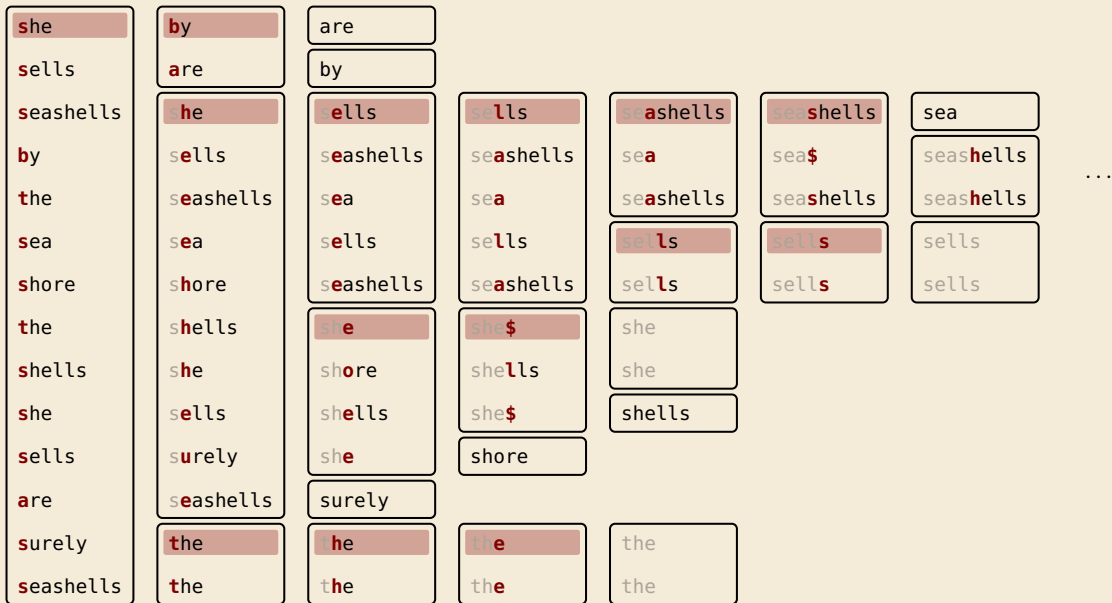 she by are
sells are by
seashells she sells sells seashells seashells sea
by sells seashells seashells sea sea$ seashells
the seashells sea sea seashells seashells seashells ...
sea sea sells sells sells sells sells
shore shore seashells seashells sells sells sells
the shells she she$ she
shells she shore shells she
she sells shells she$ shells
sells surely she shore
are seashells surely
surely the the the the
seashells the the the the